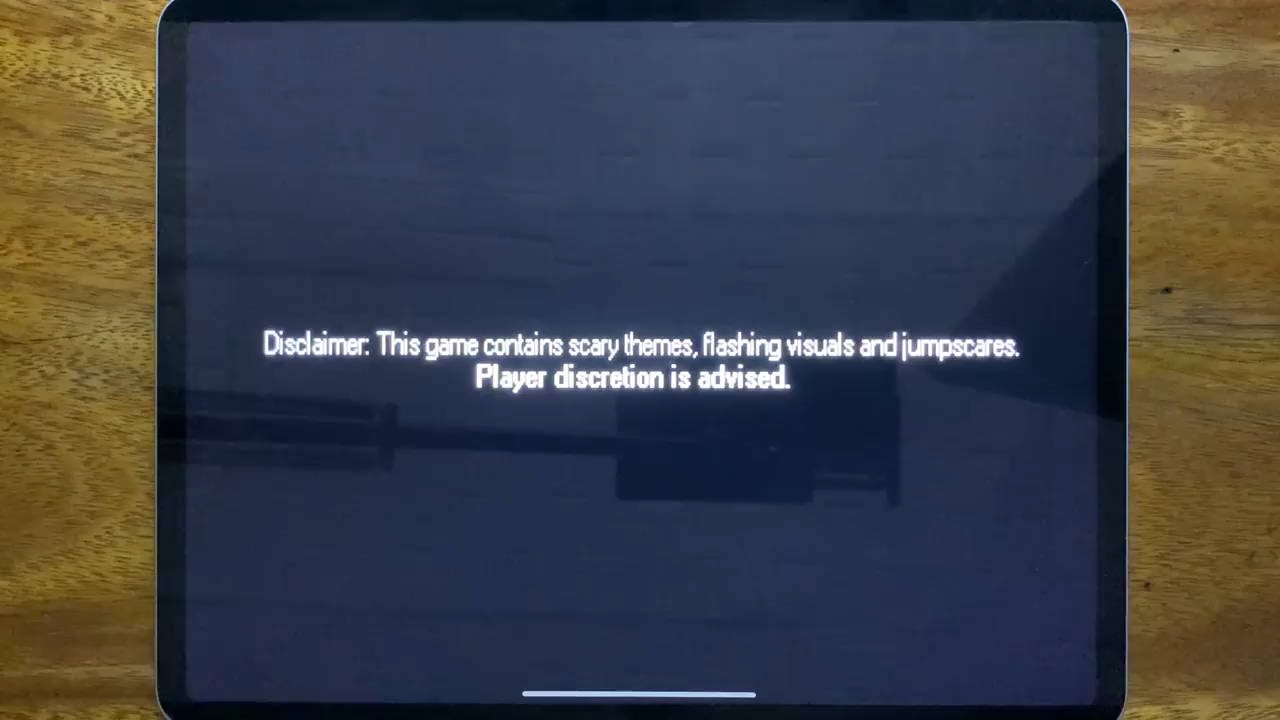 Disclaimer: This game contains scary themes, flashing visuals and jumpscares.
Player discretion is advised.